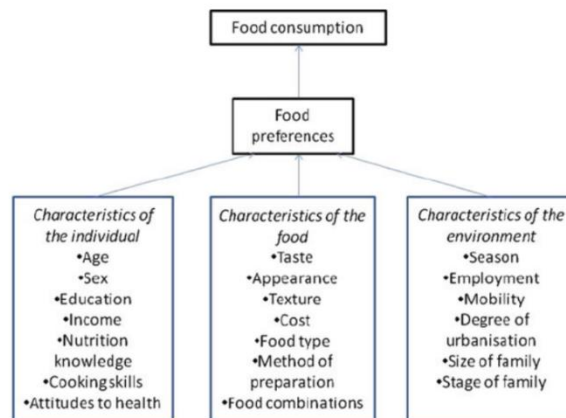 Food consumption
Food
preferences
Characteristics of
the individual
•Age
•Sex
•Education
•Income
•Nutrition
knowledge
•Cooking skills
•Attitudes to health
Characteristics of the
food
•Taste
•Appearance
•Texture
•Cost
•Food type
•Method of
preparation
•Food combinations
Characteristics of the
environment
•Season
•Employment
•Mobility
•Degree of
urbanisation
•Size of family
•Stage of family